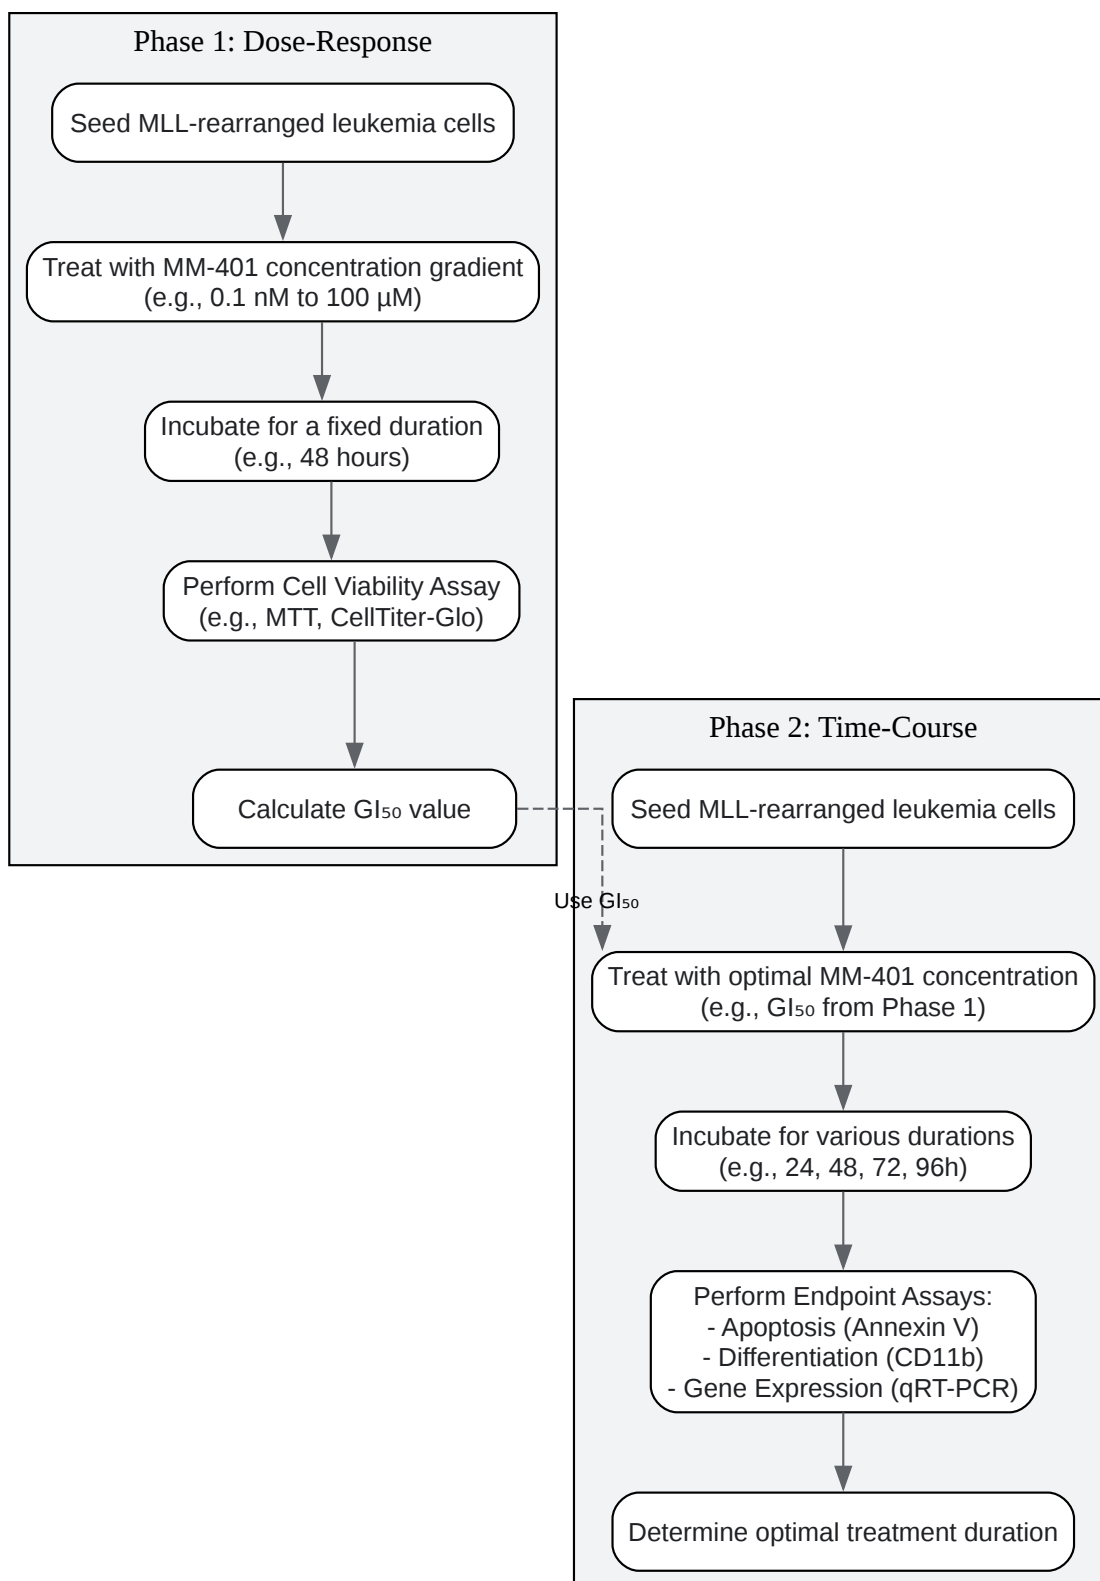 Phase 1: Dose-Response
Seed MLL-rearranged leukemia cells
Treat with MM-401 concentration gradient
(e.g., 0.1 nM to 100 µM)
Incubate for a fixed duration
(e.g., 48 hours)
Perform Cell Viability Assay
(e.g., MTT, CellTiter-Glo)
Calculate GI₅₀ value
Use GI₅₀
Phase 2: Time-Course
Seed MLL-rearranged leukemia cells
Treat with optimal MM-401 concentration
(e.g., GI₅₀ from Phase 1)
Incubate for various durations
(e.g., 24, 48, 72, 96h)
Perform Endpoint Assays:
- Apoptosis (Annexin V)
- Differentiation (CD11b)
- Gene Expression (qRT-PCR)
Determine optimal treatment duration